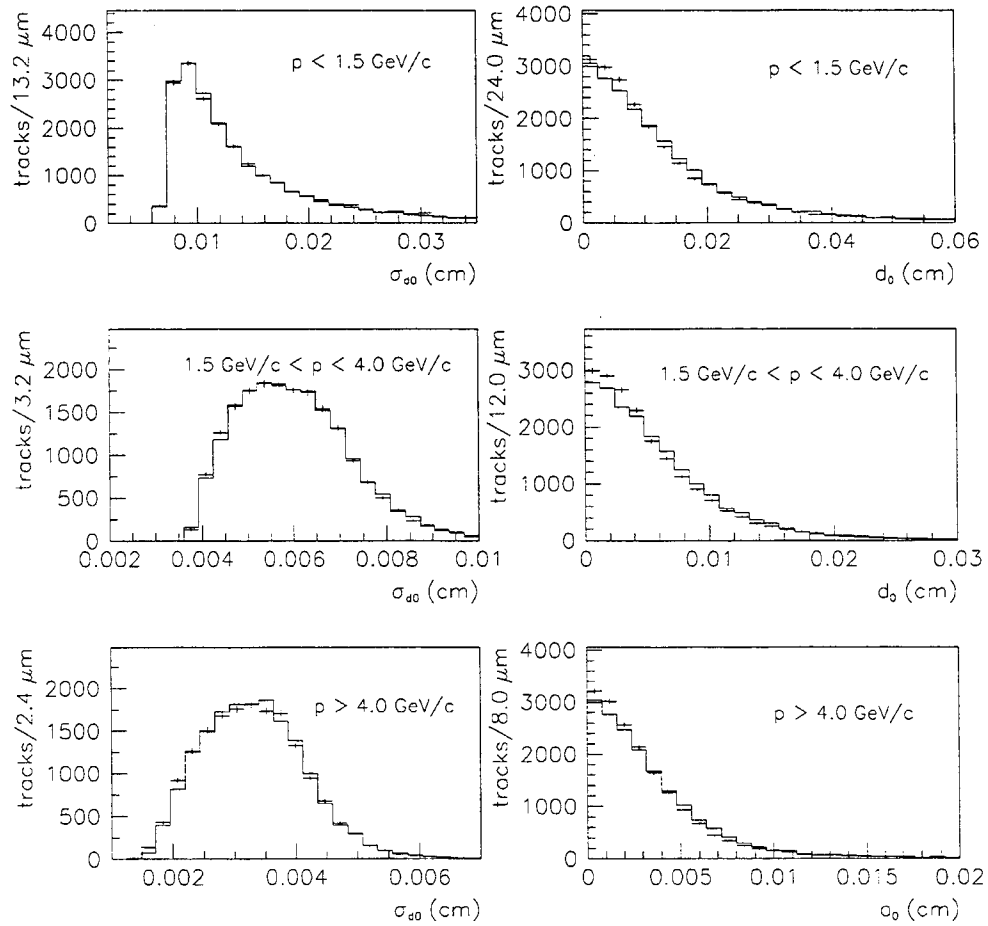 tracks/13.2 μm
4000
3000
2000
1000
0
p < 1.5 GeV/c
0.01
0.02
0.03
σd0 (cm)
tracks/24.0 μm
4000
3000
2000
1000
0
p < 1.5 GeV/c
0
0.02
0.04
0.06
d0 (cm)
tracks/3.2 μm
2000
1500
1000
500
0
1.5 GeV/c < p < 4.0 GeV/c
0.002
0.004
0.006
0.008
0.01
σd0 (cm)
tracks/12.0 μm
3000
2000
1000
0
1.5 GeV/c < p < 4.0 GeV/c
0
0.01
0.02
0.03
d0 (cm)
tracks/2.4 μm
2000
1500
1000
500
0
p > 4.0 GeV/c
0.002
0.004
0.006
σd0 (cm)
tracks/8.0 μm
4000
3000
2000
1000
0
p > 4.0 GeV/c
0
0.005
0.01
0.015
0.02
d0 (cm)